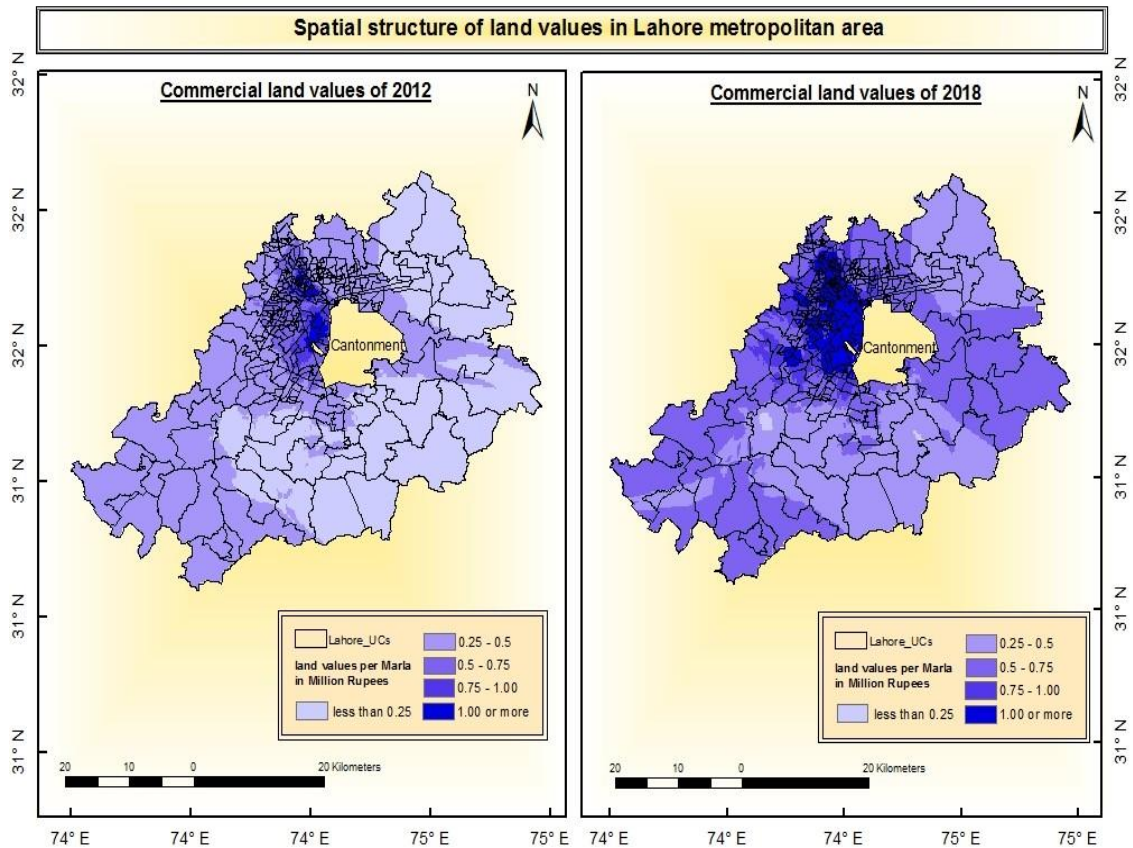 Spatial structure of land values in Lahore metropolitan area
Commercial land values of 2012
N
Cantonment
Lahore_UCs
land values per Marla
in Million Rupees
less than 0.25
0.25 - 0.5
0.5 - 0.75
0.75 - 1.00
1.00 or more
20 10 0 20 Kilometers
32° N
32° N
32° N
31° N
31° N
31° N
74° E 74° E 74° E 75° E 75° E
Commercial land values of 2018
N
Cantonment
Lahore_UCs
land values per Marla
in Million Rupees
less than 0.25
0.25 - 0.5
0.5 - 0.75
0.75 - 1.00
1.00 or more
20 10 0 20 Kilometers
32° N
32° N
32° N
31° N
31° N
31° N
74° E 74° E 74° E 75° E 75° E